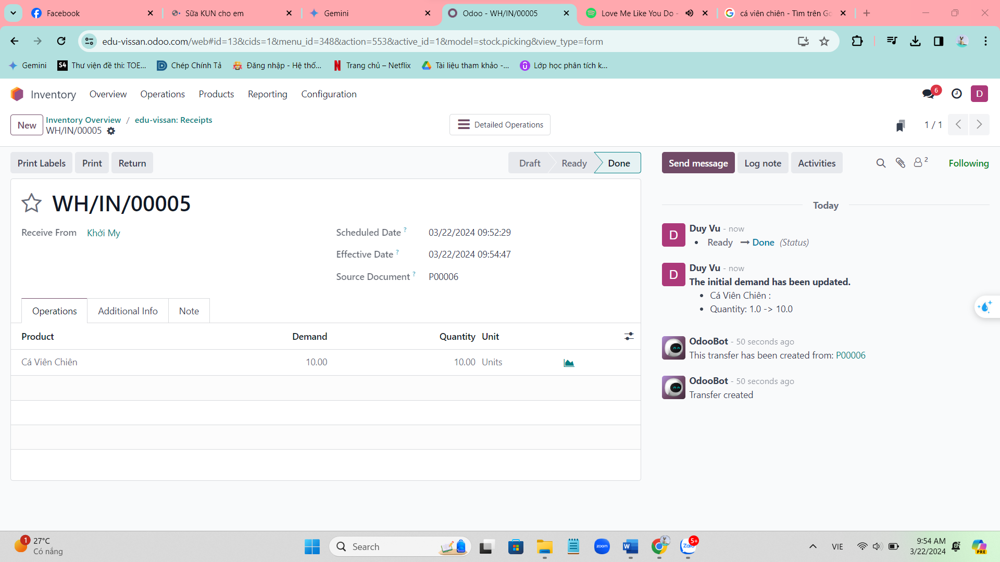 Facebook
Sữa KUN cho em
Gemini
Odoo - WH/IN/00005
Love Me Like You Do -
cá viên chiên - Tìm trên Go
edu-vissan.odoo.com/web#id=13&cids=1&menu_id=348&action=553&active_id=1&model=stock.picking&view_type=form
Gemini
S4 Thư viện đề thi: TOE...
Chép Chính Tả
Đăng nhập - Hệ thố...
Trang chủ – Netflix
Tài liệu tham khảo -...
Lớp học phân tích k...
Inventory Overview Operations Products Reporting Configuration
6
D
New
Inventory Overview / edu-vissan: Receipts
WH/IN/00005
Detailed Operations
1 / 1
Print Labels Print Return
Draft Ready Done
Send message Log note Activities
2
Following
WH/IN/00005
Receive From Khởi My
Scheduled Date ? 03/22/2024 09:52:29
Effective Date ? 03/22/2024 09:54:47
Source Document ? P00006
Operations Additional Info Note
Product Demand Quantity Unit
Cá Viên Chiên 10.00 10.00 Units
Today
D
Duy Vu - now
• Ready → Done (Status)
D
Duy Vu - now
The initial demand has been updated.
• Cá Viên Chiên :
• Quantity: 1.0 -> 10.0
OdooBot - 50 seconds ago
This transfer has been created from: P00006
OdooBot - 50 seconds ago
Transfer created
1
27°C
Có nắng
Search
zoom
W
Zalo
5+
VIE
9:54 AM
3/22/2024
PRE